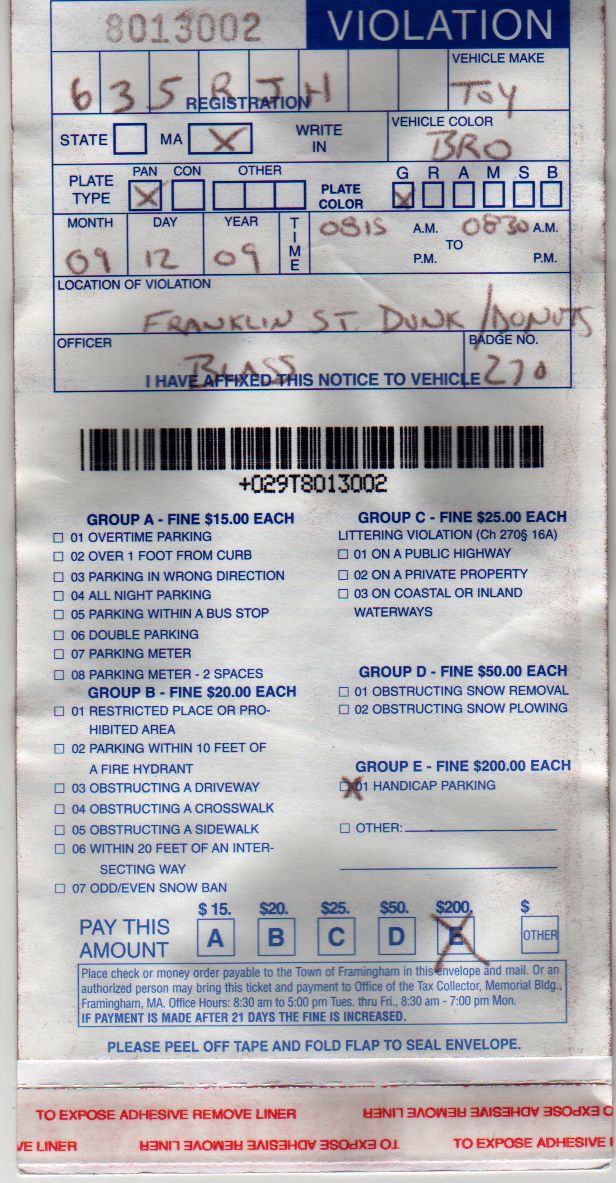 8013002 VIOLATION
VEHICLE MAKE
635 RJH TOY
REGISTRATION
VEHICLE COLOR
STATE MA X WRITE IN BRO
PLATE TYPE PAN CON OTHER PLATE COLOR G R A M S B
X X
MONTH DAY YEAR TIME 0815 A.M. TO 0830 A.M.
09 12 09 P.M. P.M.
LOCATION OF VIOLATION
FRANKLIN ST. DUNK/DONUTS
OFFICER BADGE NO.
BLASS 270
I HAVE AFFIXED THIS NOTICE TO VEHICLE
+029T8013002
GROUP A - FINE $15.00 EACH
01 OVERTIME PARKING
02 OVER 1 FOOT FROM CURB
03 PARKING IN WRONG DIRECTION
04 ALL NIGHT PARKING
05 PARKING WITHIN A BUS STOP
06 DOUBLE PARKING
07 PARKING METER
08 PARKING METER - 2 SPACES
GROUP B - FINE $20.00 EACH
01 RESTRICTED PLACE OR PRO-
HIBITED AREA
02 PARKING WITHIN 10 FEET OF
A FIRE HYDRANT
03 OBSTRUCTING A DRIVEWAY
04 OBSTRUCTING A CROSSWALK
05 OBSTRUCTING A SIDEWALK
06 WITHIN 20 FEET OF AN INTER-
SECTING WAY
07 ODD/EVEN SNOW BAN
GROUP C - FINE $25.00 EACH
LITTERING VIOLATION (Ch 270§ 16A)
01 ON A PUBLIC HIGHWAY
02 ON A PRIVATE PROPERTY
03 ON COASTAL OR INLAND
WATERWAYS
GROUP D - FINE $50.00 EACH
01 OBSTRUCTING SNOW REMOVAL
02 OBSTRUCTING SNOW PLOWING
GROUP E - FINE $200.00 EACH
X 01 HANDICAP PARKING
OTHER:
$15. $20. $25. $50. $200. $
PAY THIS AMOUNT A B C D E OTHER
X
Place check or money order payable to the Town of Framingham in this envelope and mail. Or an
authorized person may bring this ticket and payment to Office of the Tax Collector, Memorial Bldg.,
Framingham, MA. Office Hours: 8:30 am to 5:00 pm Tues. thru Fri., 8:30 am - 7:00 pm Mon.
IF PAYMENT IS MADE AFTER 21 DAYS THE FINE IS INCREASED.
PLEASE PEEL OFF TAPE AND FOLD FLAP TO SEAL ENVELOPE.
TO EXPOSE ADHESIVE REMOVE LINER TO EXPOSE ADHESIVE REMOVE LINER
VE LINER TO EXPOSE ADHESIVE REMOVE LINER TO EXPOSE ADHESIVE